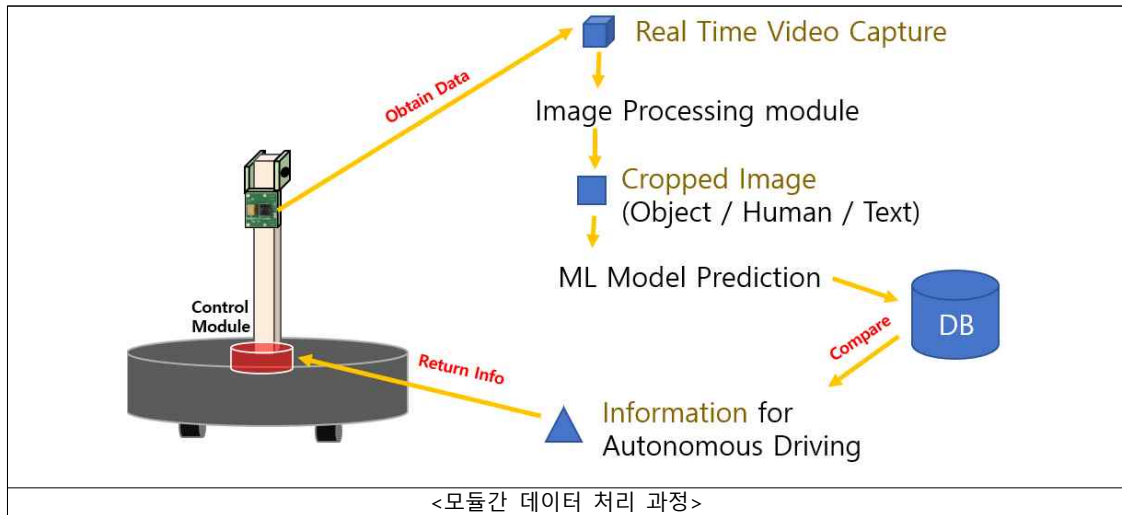 Real Time Video Capture
Obtain Data
Image Processing module
Cropped Image
(Object / Human / Text)
ML Model Prediction
Control
Module
DB
Compare
Return Info
Information for
Autonomous Driving
<모듈간 데이터 처리 과정>